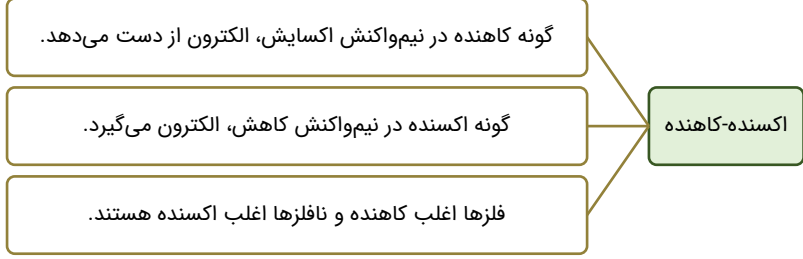 اکسنده-کاهنده
گونه کاهنده در نیم‌واکنش اکسایش، الکترون از دست می‌دهد.
گونه اکسنده در نیم‌واکنش کاهش، الکترون می‌گیرد.
فلزها اغلب کاهنده و نافلزها اغلب اکسنده هستند.